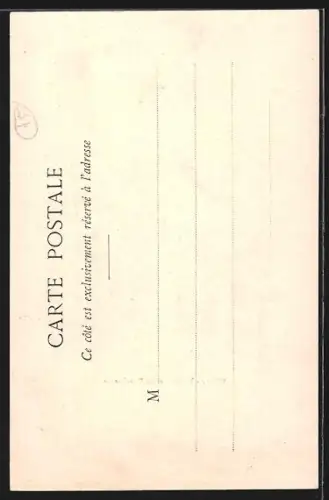 CARTE POSTALE
Ce côté est exclusivement réservé à l'adresse
M